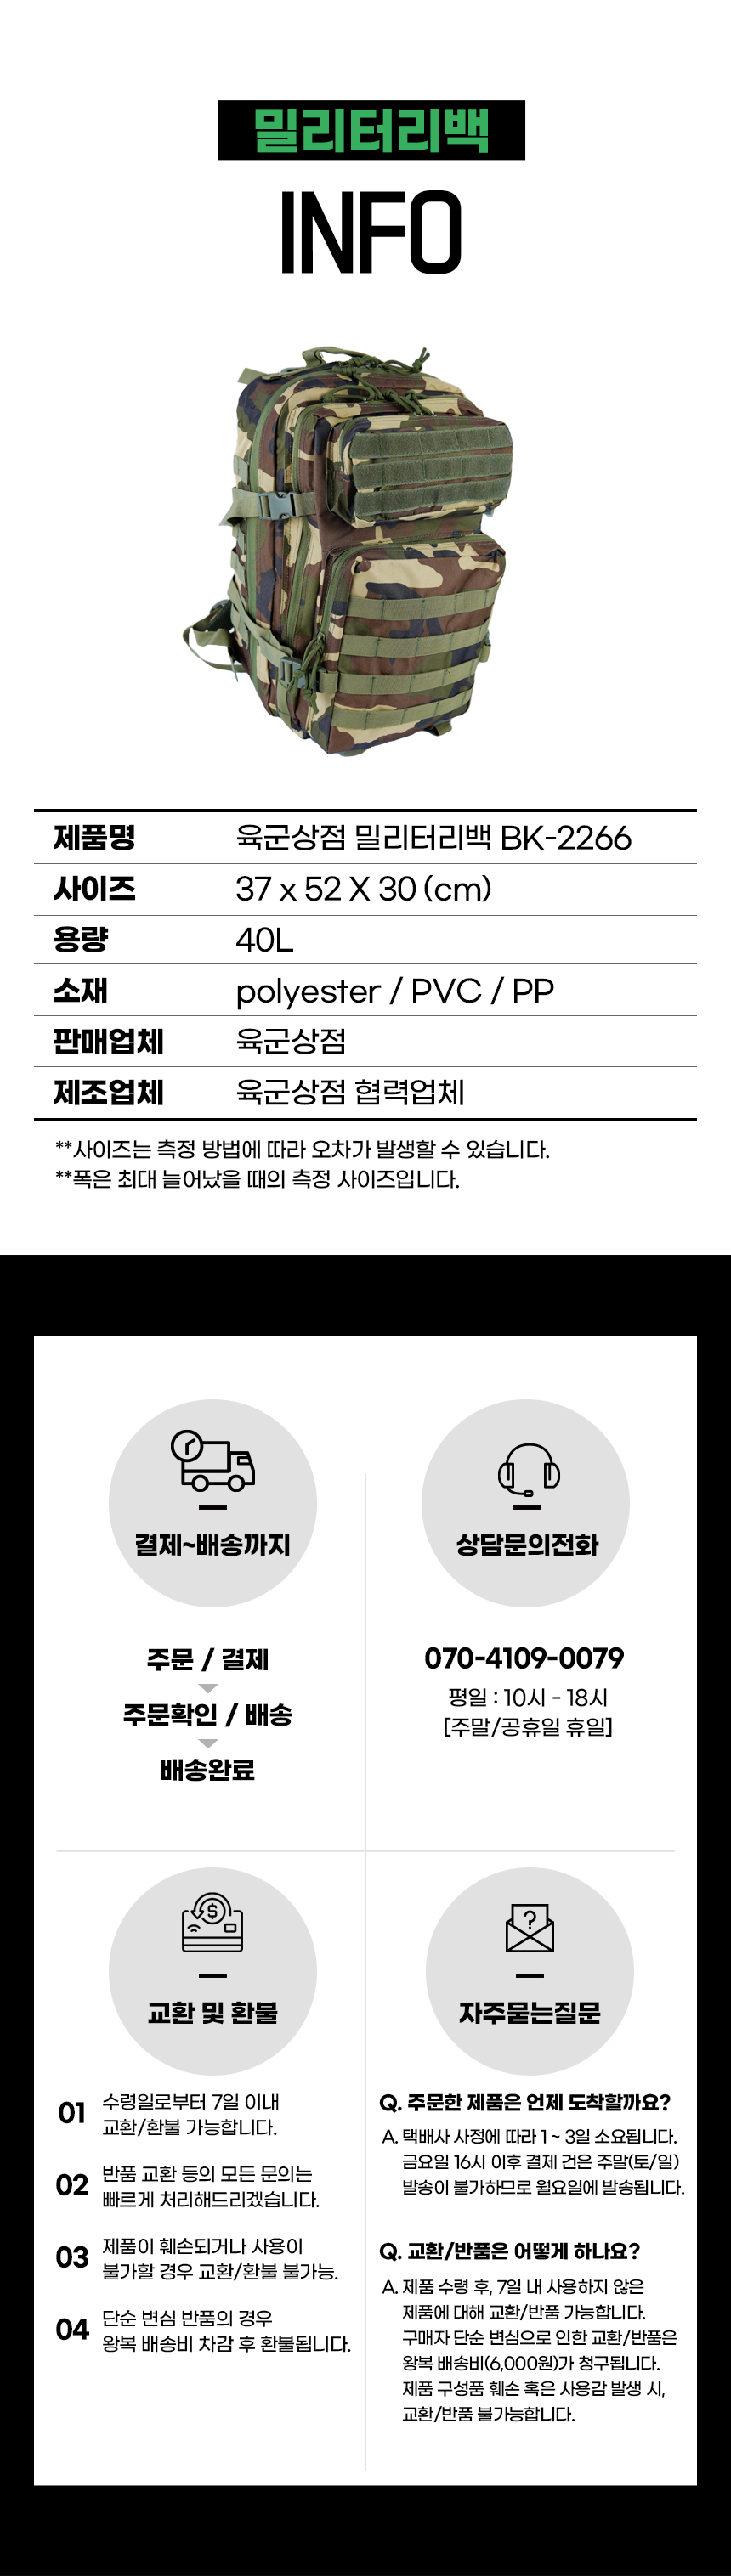 밀리터리백
INFO
제품명 육군상점 밀리터리백 BK-2266
사이즈 37 x 52 X 30 (cm)
용량 40L
소재 polyester / PVC / PP
판매업체 육군상점
제조업체 육군상점 협력업체
**사이즈는 측정 방법에 따라 오차가 발생할 수 있습니다.
**폭은 최대 늘어났을 때의 측정 사이즈입니다.
결제~배송까지
주문 / 결제
주문확인 / 배송
배송완료
상담문의전화
070-4109-0079
평일 : 10시 - 18시
[주말/공휴일 휴일]
교환 및 환불
01 수령일로부터 7일 이내
교환/환불 가능합니다.
02 반품 교환 등의 모든 문의는
빠르게 처리해드리겠습니다.
03 제품이 훼손되거나 사용이
불가할 경우 교환/환불 불가능.
04 단순 변심 반품의 경우
왕복 배송비 차감 후 환불됩니다.
자주묻는질문
Q. 주문한 제품은 언제 도착할까요?
A. 택배사 사정에 따라 1 ~ 3일 소요됩니다.
금요일 16시 이후 결제 건은 주말(토/일)
발송이 불가하므로 월요일에 발송됩니다.
Q. 교환/반품은 어떻게 하나요?
A. 제품 수령 후, 7일 내 사용하지 않은
제품에 대해 교환/반품 가능합니다.
구매자 단순 변심으로 인한 교환/반품은
왕복 배송비(6,000원)가 청구됩니다.
제품 구성품 훼손 혹은 사용감 발생 시,
교환/반품 불가능합니다.